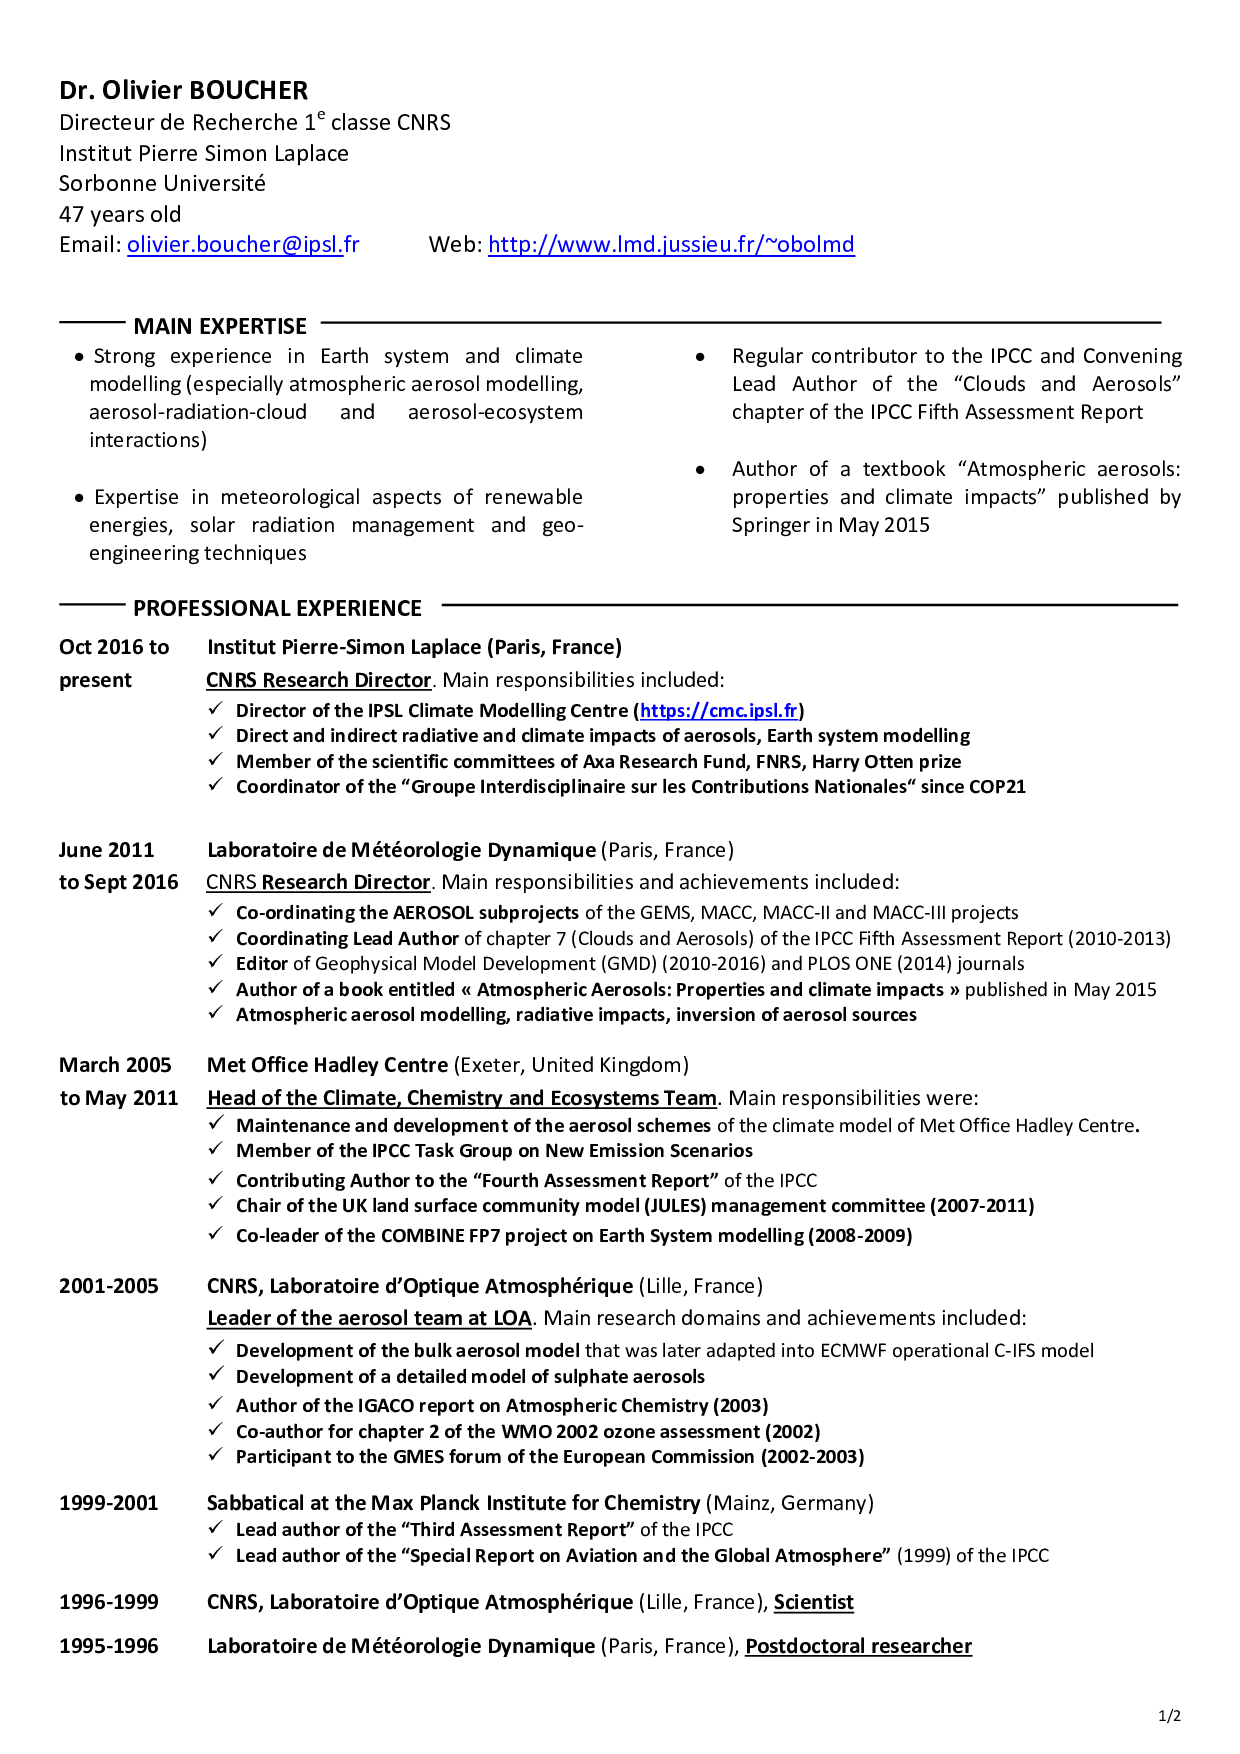 Dr. Olivier BOUCHER
Directeur de Recherche 1e classe CNRS
Institut Pierre Simon Laplace
Sorbonne Université
47 years old
Email: olivier.boucher@ipsl.fr Web: http://www.lmd.jussieu.fr/~obolmd
MAIN EXPERTISE
• Strong experience in Earth system and climate
modelling (especially atmospheric aerosol modelling,
aerosol-radiation-cloud and aerosol-ecosystem
interactions)
• Expertise in meteorological aspects of renewable
energies, solar radiation management and geo-
engineering techniques
• Regular contributor to the IPCC and Convening
Lead Author of the “Clouds and Aerosols”
chapter of the IPCC Fifth Assessment Report
• Author of a textbook “Atmospheric aerosols:
properties and climate impacts” published by
Springer in May 2015
PROFESSIONAL EXPERIENCE
Oct 2016 to Institut Pierre-Simon Laplace (Paris, France)
present CNRS Research Director. Main responsibilities included:
✓ Director of the IPSL Climate Modelling Centre (https://cmc.ipsl.fr)
✓ Direct and indirect radiative and climate impacts of aerosols, Earth system modelling
✓ Member of the scientific committees of Axa Research Fund, FNRS, Harry Otten prize
✓ Coordinator of the “Groupe Interdisciplinaire sur les Contributions Nationales“ since COP21
June 2011 Laboratoire de Météorologie Dynamique (Paris, France)
to Sept 2016 CNRS Research Director. Main responsibilities and achievements included:
✓ Co-ordinating the AEROSOL subprojects of the GEMS, MACC, MACC-II and MACC-III projects
✓ Coordinating Lead Author of chapter 7 (Clouds and Aerosols) of the IPCC Fifth Assessment Report (2010-2013)
✓ Editor of Geophysical Model Development (GMD) (2010-2016) and PLOS ONE (2014) journals
✓ Author of a book entitled « Atmospheric Aerosols: Properties and climate impacts » published in May 2015
✓ Atmospheric aerosol modelling, radiative impacts, inversion of aerosol sources
March 2005 Met Office Hadley Centre (Exeter, United Kingdom)
to May 2011 Head of the Climate, Chemistry and Ecosystems Team. Main responsibilities were:
✓ Maintenance and development of the aerosol schemes of the climate model of Met Office Hadley Centre.
✓ Member of the IPCC Task Group on New Emission Scenarios
✓ Contributing Author to the “Fourth Assessment Report” of the IPCC
✓ Chair of the UK land surface community model (JULES) management committee (2007-2011)
✓ Co-leader of the COMBINE FP7 project on Earth System modelling (2008-2009)
2001-2005 CNRS, Laboratoire d’Optique Atmosphérique (Lille, France)
Leader of the aerosol team at LOA. Main research domains and achievements included:
✓ Development of the bulk aerosol model that was later adapted into ECMWF operational C-IFS model
✓ Development of a detailed model of sulphate aerosols
✓ Author of the IGACO report on Atmospheric Chemistry (2003)
✓ Co-author for chapter 2 of the WMO 2002 ozone assessment (2002)
✓ Participant to the GMES forum of the European Commission (2002-2003)
1999-2001 Sabbatical at the Max Planck Institute for Chemistry (Mainz, Germany)
✓ Lead author of the “Third Assessment Report” of the IPCC
✓ Lead author of the “Special Report on Aviation and the Global Atmosphere” (1999) of the IPCC
1996-1999 CNRS, Laboratoire d’Optique Atmosphérique (Lille, France), Scientist
1995-1996 Laboratoire de Météorologie Dynamique (Paris, France), Postdoctoral researcher
1/2